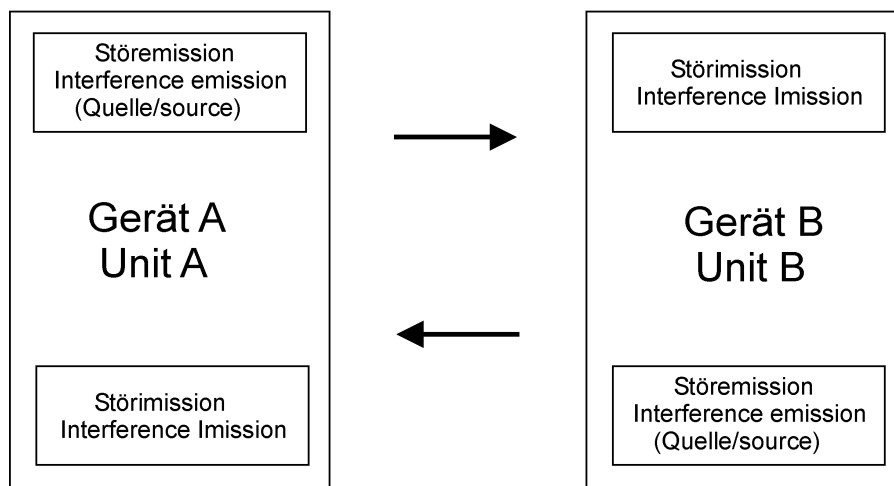 Störemission
Interference emission
(Quelle/source)
Gerät A
Unit A
Störimission
Interference Imission
Störimission
Interference Imission
Gerät B
Unit B
Störemission
Interference emission
(Quelle/source)